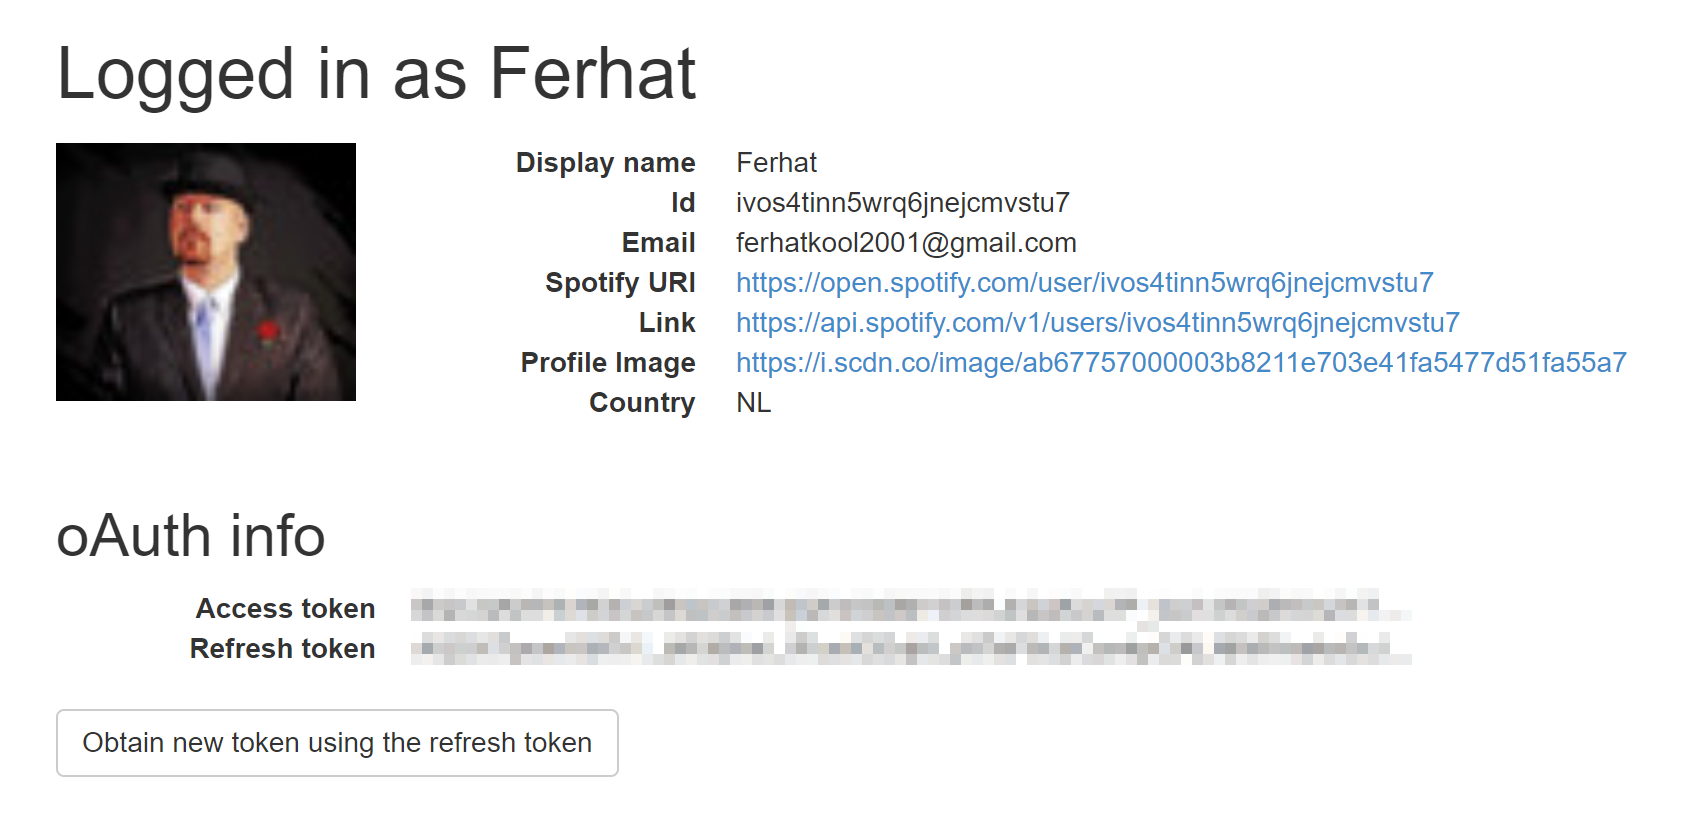 Logged in as Ferhat
Display name Ferhat
Id ivos4tinn5wrq6jnejcmvstu7
Email ferhatkool2001@gmail.com
Spotify URI https://open.spotify.com/user/ivos4tinn5wrq6jnejcmvstu7
Link https://api.spotify.com/v1/users/ivos4tinn5wrq6jnejcmvstu7
Profile Image https://i.scdn.co/image/ab67757000003b8211e703e41fa5477d51fa55a7
Country NL
oAuth info
Access token
Refresh token
Obtain new token using the refresh token